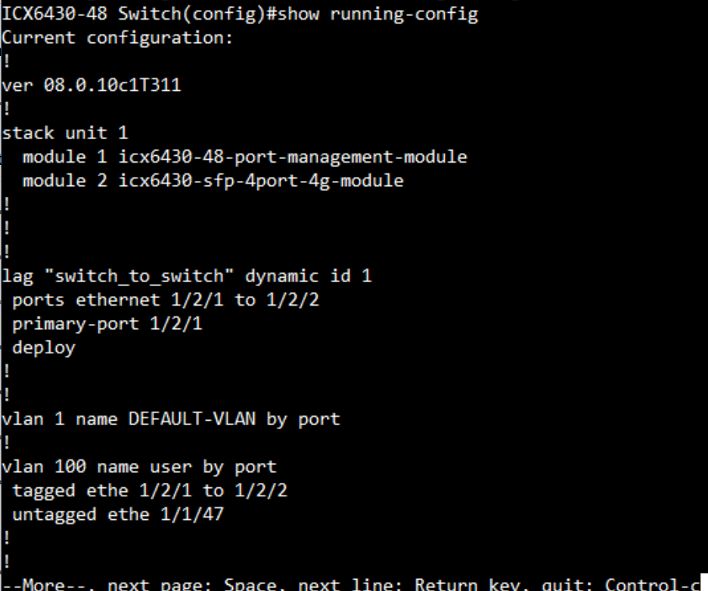 ICX6430-48 Switch(config)#show running-config
Current configuration:
!
ver 08.0.10c1T311
!
stack unit 1
  module 1 icx6430-48-port-management-module
  module 2 icx6430-sfp-4port-4g-module
!
!
!
lag "switch_to_switch" dynamic id 1
 ports ethernet 1/2/1 to 1/2/2
 primary-port 1/2/1
 deploy
!
!
vlan 1 name DEFAULT-VLAN by port
!
vlan 100 name user by port
 tagged ethe 1/2/1 to 1/2/2
 untagged ethe 1/1/47
!
!
--More--, next page: Space, next line: Return key, quit: Control-c